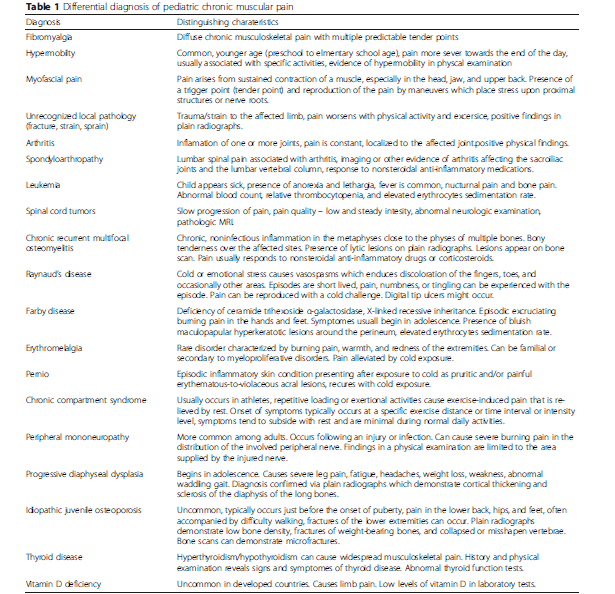 Table 1 Differential diagnosis of pediatric chronic muscular pain
Diagnosis Distinguishing charateristics
Fibromyalgia Diffuse chronic musculoskeletal pain with multiple predictable tender points
Hypermobility Common, younger age (preschool to elmentary school age), pain more sever towards the end of the day,
usually associated with specific activities, evidence of hypermobility in physcal examination
Myofascial pain Pain arises from sustained contraction of a muscle, especially in the head, jaw, and upper back. Presence of
a trigger point (tender point) and reproduction of the pain by maneuvers which place stress upon proximal
structures or nerve roots.
Unrecognized local pathology Trauma/strain to the affected limb, pain worsens with physical activity and excersice, positive findings in
(fracture, strain, sprain) plain radiographs.
Arthritis Inflamation of one or more joints, pain is constant, localized to the affected joint.positive physical findings.
Spondyloarthropathy Lumbar spinal pain associated with arthritis, imaging or other evidence of arthritis affecting the sacroiliac
joints and the lumbar vertebral column, response to nonsteroidal anti-inflammatory medications.
Leukemia Child appears sick, presence of anorexia and lethargia, fever is common, nucturnal pain and bone pain.
Abnormal blood count, relative thrombocytopenia, and elevated erythrocytes sedimentation rate.
Spinal cord tumors Slow progression of pain, pain quality – low and steady intesity, abnormal neurologic examination,
pathologic MRI.
Chronic recurrent multifocal Chronic, noninfectious inflammation in the metaphyses close to the physes of multiple bones. Bony
osteomyelitis tenderness over the affected sites. Presence of lytic lesions on plain radiographs. Lesions appear on bone
scan. Pain usually responds to nonsteroidal anti-inflammatory drugs or corticosteroids.
Raynaud's disease Cold or emotional stress causes vasospasms which enduces discoloration of the fingers, toes, and
occasionally other areas. Episodes are short lived, pain, numbness, or tingling can be experienced with the
episode. Pain can be reproduced with a cold challenge. Digital tip ulcers might occur.
Farby disease Deficiency of ceramide trihexoside α-galactosidase, X-linked recessive inheritance. Episodic excruciating
burning pain in the hands and feet. Symptomes usuall begin in adolescence. Presence of bluish
maculopapular hyperkeratotic lesions around the perineum, elevated erythrocytes sedimentation rate.
Erythromelalgia Rare disorder characterized by burning pain, warmth, and redness of the extremities. Can be familial or
secondary to myeloproliferative disorders. Pain alleviated by cold exposure.
Pernio Episodic inflammatory skin condition presenting after exposure to cold as pruritic and/or painful
erythematous-to-violaceous acral lesions, recures with cold exposure.
Chronic compartment syndrome Usually occurs in athletes, repetitive loading or exertional activities cause exercise-induced pain that is re-
lieved by rest. Onset of symptoms typically occurs at a specific exercise distance or time interval or intensity
level, symptoms tend to subside with rest and are minimal during normal daily activities.
Peripheral mononeuropathy More common among adults. Occurs following an injury or infection. Can cause severe burning pain in the
distribution of the involved peripheral nerve. Findings in a physical examination are limited to the area
supplied by the injured nerve.
Progressive diaphyseal dysplasia Begins in adolescence. Causes severe leg pain, fatigue, headaches, weight loss, weakness, abnormal
waddling gait. Diagnosis confirmed via plain radiographs which demonstrate cortical thickening and
sclerosis of the diaphysis of the long bones.
Idiopathic juvenile osteoporosis Uncommon, typically occurs just before the onset of puberty, pain in the lower back, hips, and feet, often
accompanied by difficulty walking, fractures of the lower extremities can occur. Plain radiographs
demonstrate low bone density, fractures of weight-bearing bones, and collapsed or misshapen vertebrae.
Bone scans can demonstrate microfractures.
Thyroid disease Hyperthyroidism/hypothyroidism can cause widespread musculoskeletal pain. History and physical
examination reveals signs and symptoms of thyroid disease. Abnormal thyroid function tests.
Vitamin D deficiency Uncommon in developed countries. Causes limb pain. Low levels of vitamin D in laboratory tests.